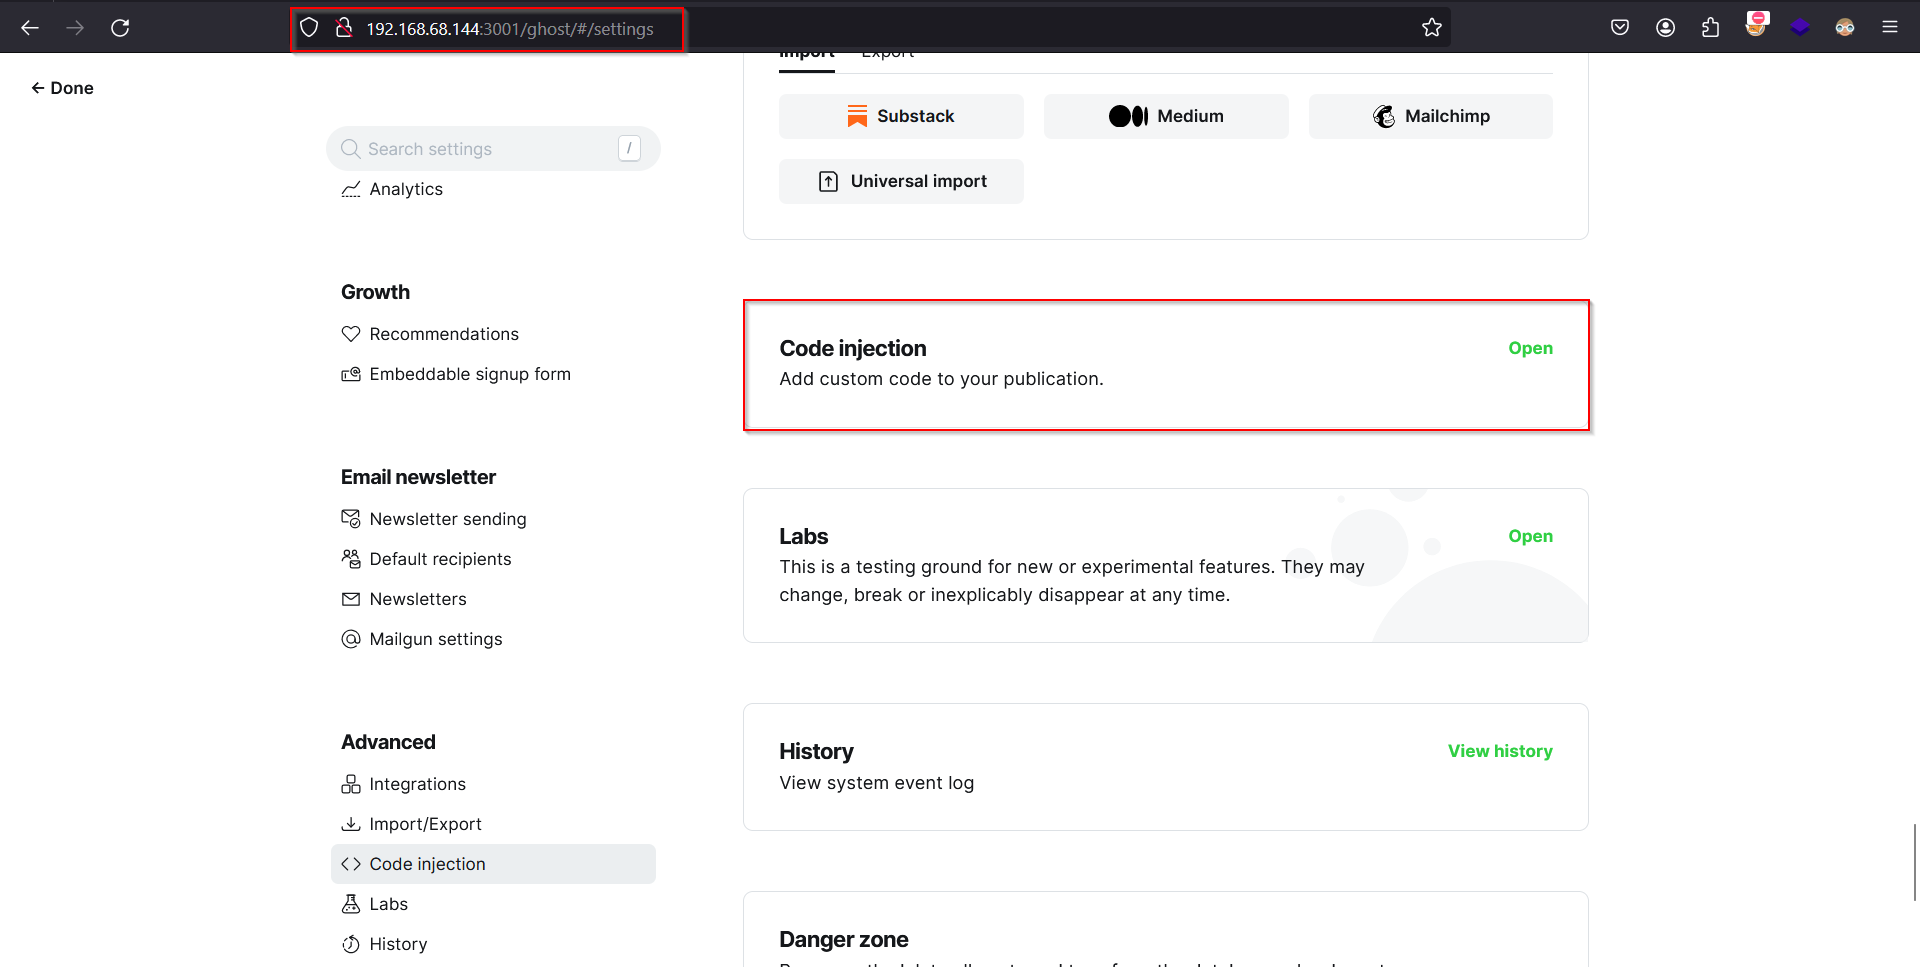 192.168.68.144:3001/ghost/#/settings
Done
Search settings /
Analytics
Growth
Recommendations
Embeddable signup form
Email newsletter
Newsletter sending
Default recipients
Newsletters
Mailgun settings
Advanced
Integrations
Import/Export
Code injection
Labs
History
Import Export
Substack Medium Mailchimp
Universal import
Code injection Open
Add custom code to your publication.
Labs Open
This is a testing ground for new or experimental features. They may
change, break or inexplicably disappear at any time.
History View history
View system event log
Danger zone